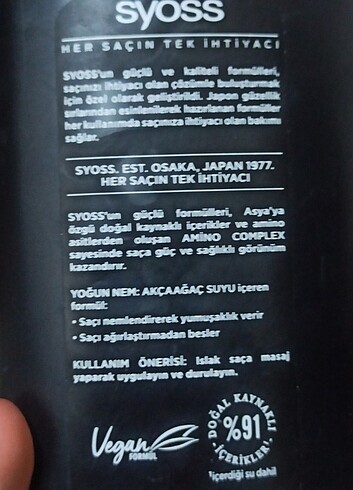 syoss
HER SAÇIN TEK İHTİYACI
SYOSS'un güçlü ve kaliteli formülleri,
saçınızı ihtiyacı olan çözümle buluşturmak
için özel olarak geliştirildi. Japon güzellik
sırlarından esinlenilerek hazırlanan formüller
her kullanımda saçınıza ihtiyacı olan bakımı
sağlar.
SYOSS. EST. OSAKA, JAPAN 1977.
HER SAÇIN TEK İHTİYACI
SYOSS'un güçlü formülleri, Asya'ya
özgü doğal kaynaklı içerikler ve amino
asitlerden oluşan AMINO COMPLEX
sayesinde saça güç ve sağlıklı görünüm
kazandırır.
YOĞUN NEM: AKÇAAĞAÇ SUYU içeren
formül:
• Saçı nemlendirerek yumuşaklık verir
• Saçı ağırlaştırmadan besler
KULLANIM ÖNERİSİ: Islak saça masaj
yaparak uygulayın ve durulayın.
Vegan
FORMÜL
DOĞAL KAYNAKLI
%91
İÇERİKLER*
*içerdiği su dahil